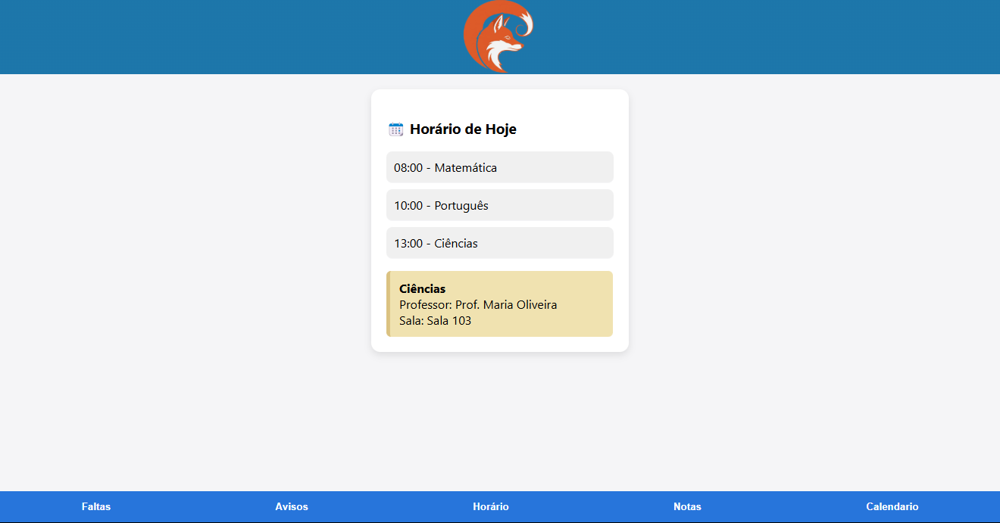 Horário de Hoje
08:00 - Matemática
10:00 - Português
13:00 - Ciências
Ciências
Professor: Prof. Maria Oliveira
Sala: Sala 103
Faltas Avisos Horário Notas Calendario